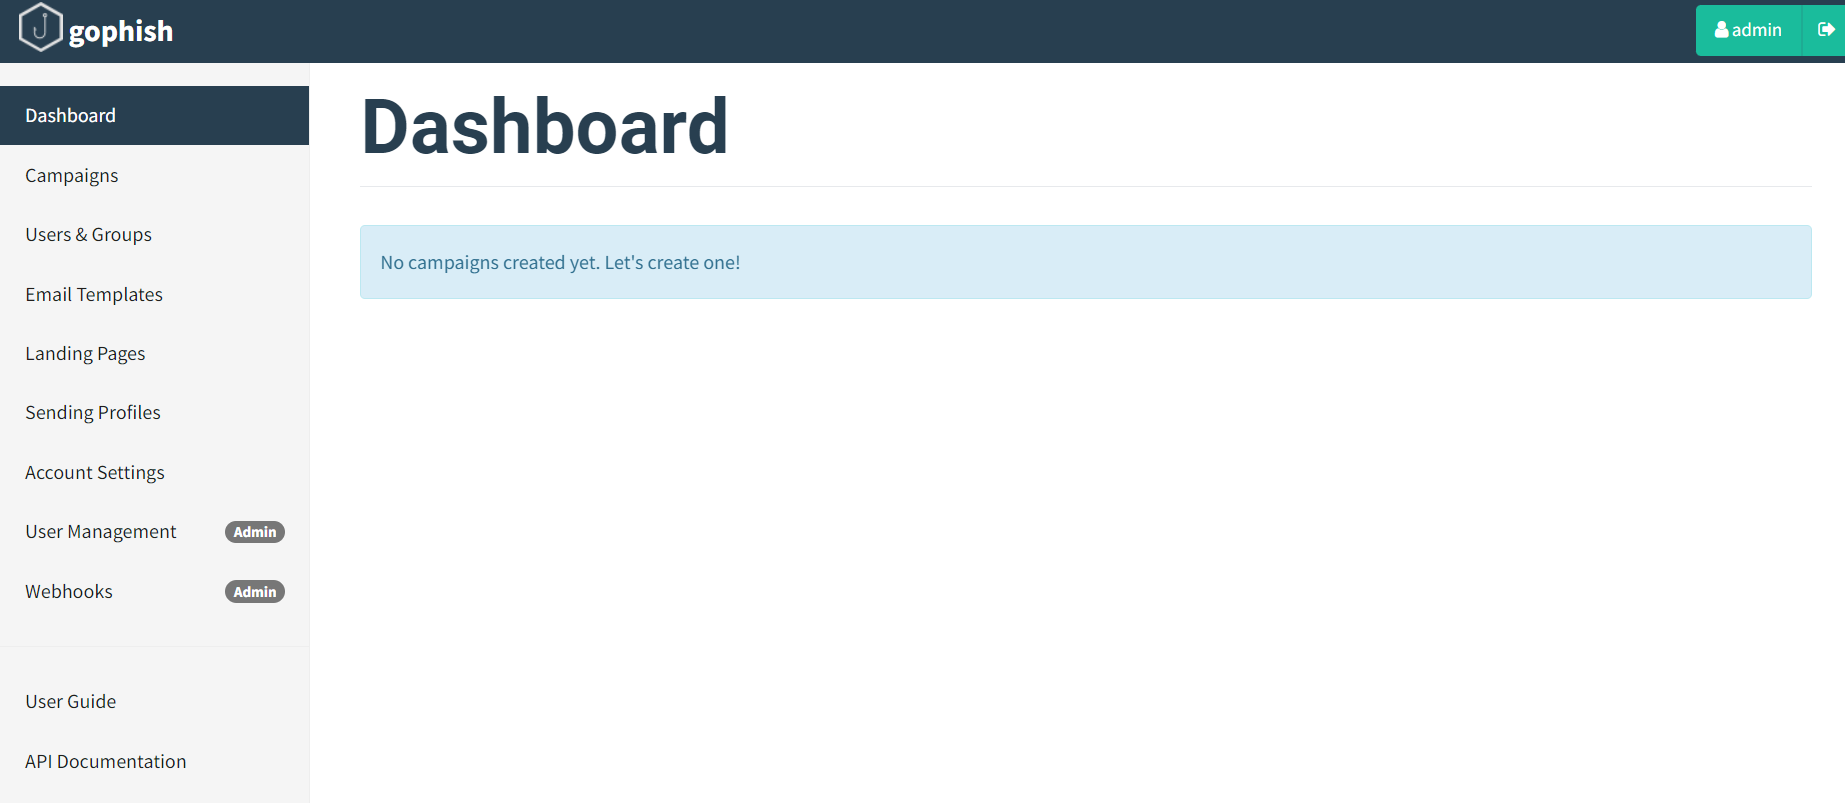 gophish
admin
Dashboard
Campaigns
Users & Groups
Email Templates
Landing Pages
Sending Profiles
Account Settings
User Management Admin
Webhooks Admin
User Guide
API Documentation
Dashboard
No campaigns created yet. Let's create one!